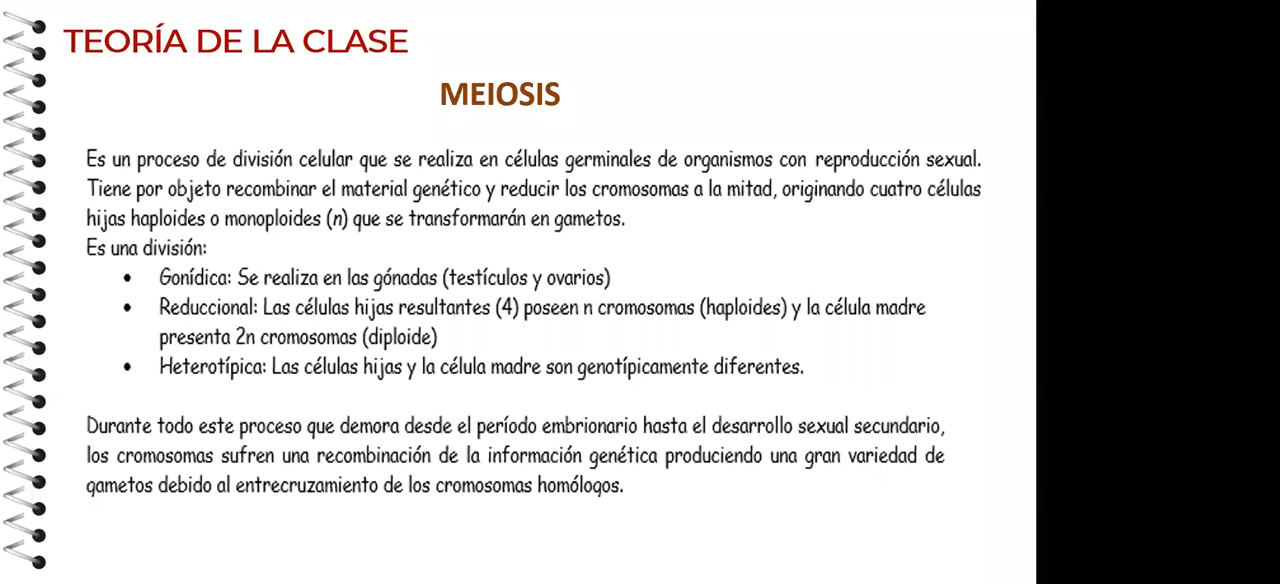 TEORÍA DE LA CLASE
MEIOSIS
Es un proceso de división celular que se realiza en células germinales de organismos con reproducción sexual.
Tiene por objeto recombinar el material genético y reducir los cromosomas a la mitad, originando cuatro células
hijas haploides o monoploides (n) que se transformarán en gametos.
Es una división:
• Gonídica: Se realiza en las gónadas (testículos y ovarios)
• Reduccional: Las células hijas resultantes (4) poseen n cromosomas (haploides) y la célula madre
presenta 2n cromosomas (diploide)
• Heterotípica: Las células hijas y la célula madre son genotípicamente diferentes.
Durante todo este proceso que demora desde el período embrionario hasta el desarrollo sexual secundario,
los cromosomas sufren una recombinación de la información genética produciendo una gran variedad de
gametos debido al entrecruzamiento de los cromosomas homólogos.